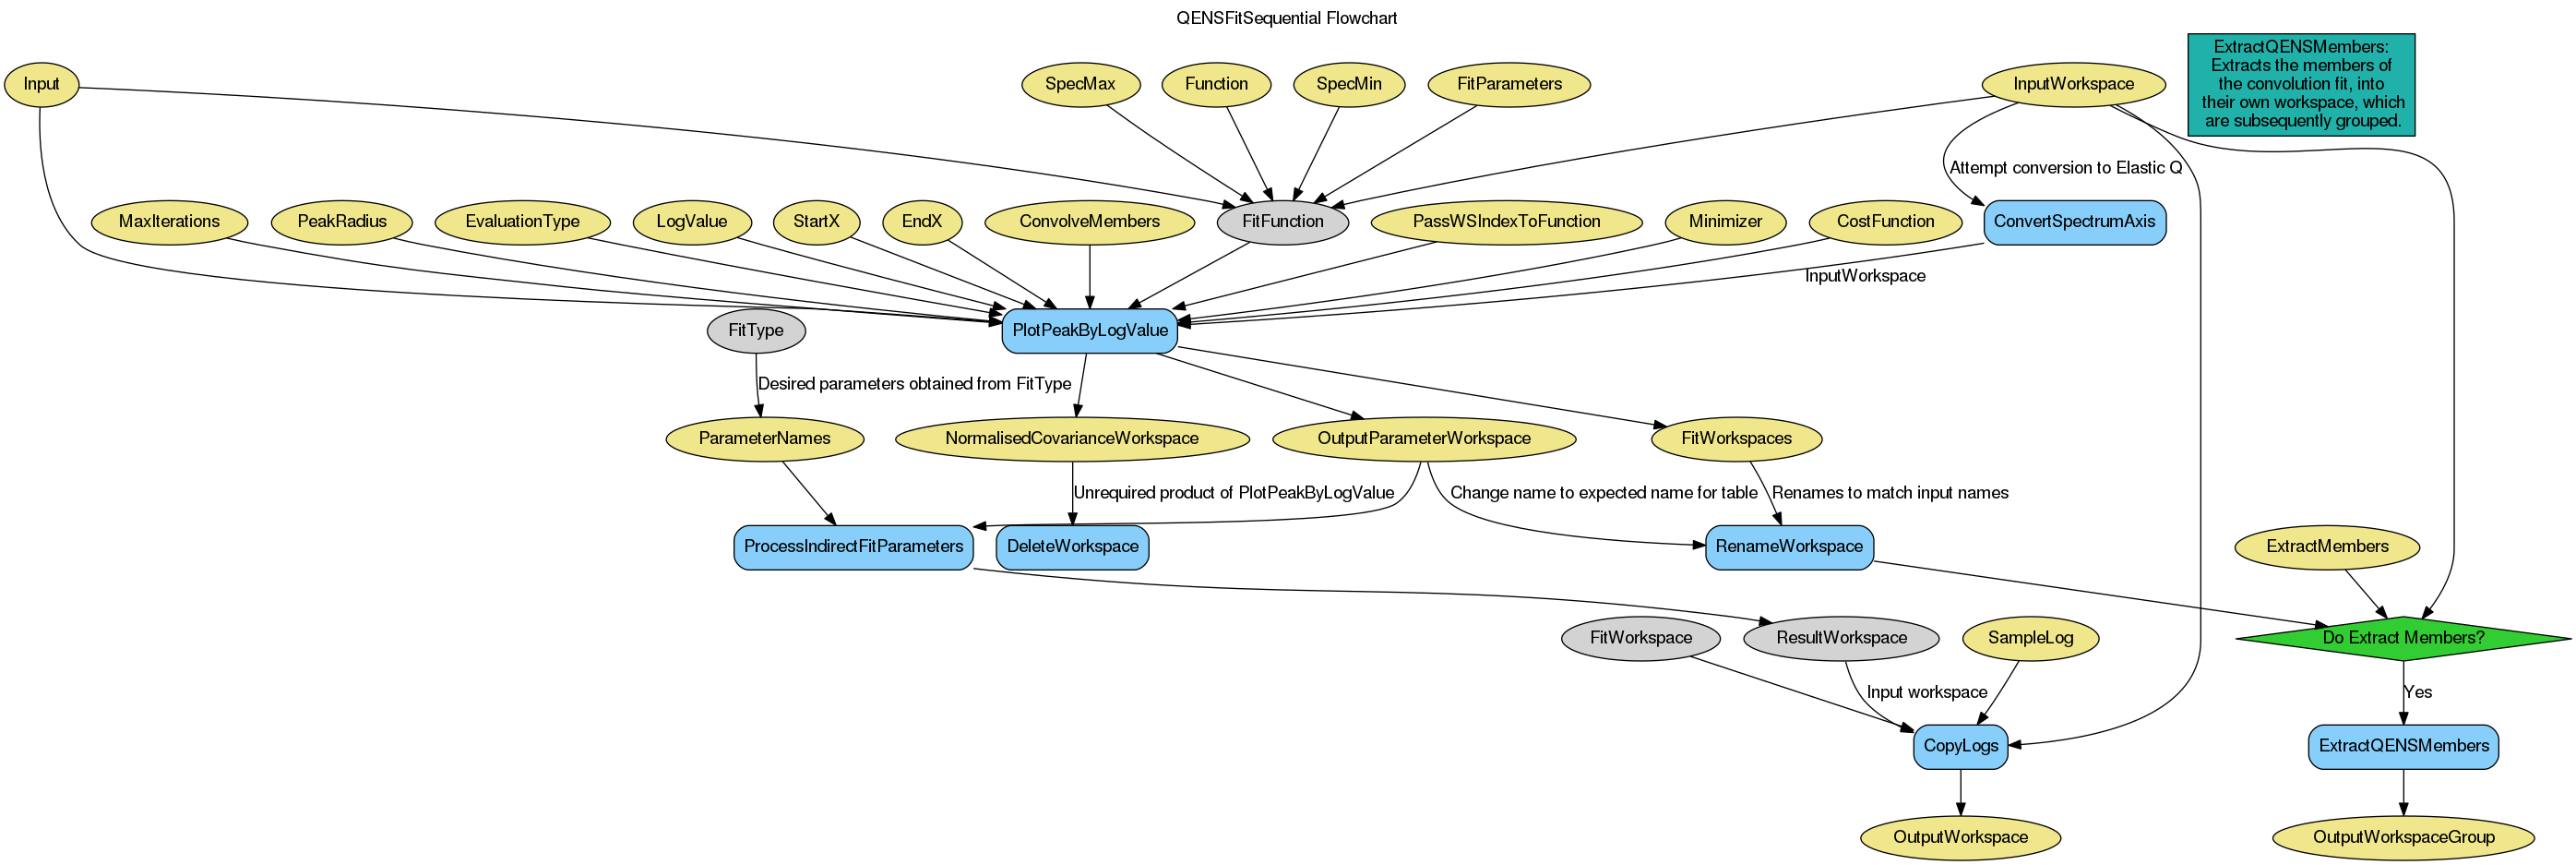 QENSFitSequential Flowchart
ExtractQENSMembers:
Extracts the members of
the convolution fit, into
their own workspace, which
are subsequently grouped.
Input
SpecMax
Function
SpecMin
FitParameters
InputWorkspace
Attempt conversion to Elastic Q
MaxIterations
PeakRadius
EvaluationType
LogValue
StartX
EndX
ConvolveMembers
FitFunction
PassWSIndexToFunction
Minimizer
CostFunction
ConvertSpectrumAxis
InputWorkspace
FitType
PlotPeakByLogValue
Desired parameters obtained from FitType
ParameterNames
NormalisedCovarianceWorkspace
OutputParameterWorkspace
FitWorkspaces
Unrequired product of PlotPeakByLogValue
Change name to expected name for table
Renames to match input names
ProcessIndirectFitParameters
DeleteWorkspace
RenameWorkspace
ExtractMembers
FitWorkspace
ResultWorkspace
SampleLog
Do Extract Members?
Input workspace
Yes
CopyLogs
ExtractQENSMembers
OutputWorkspace
OutputWorkspaceGroup